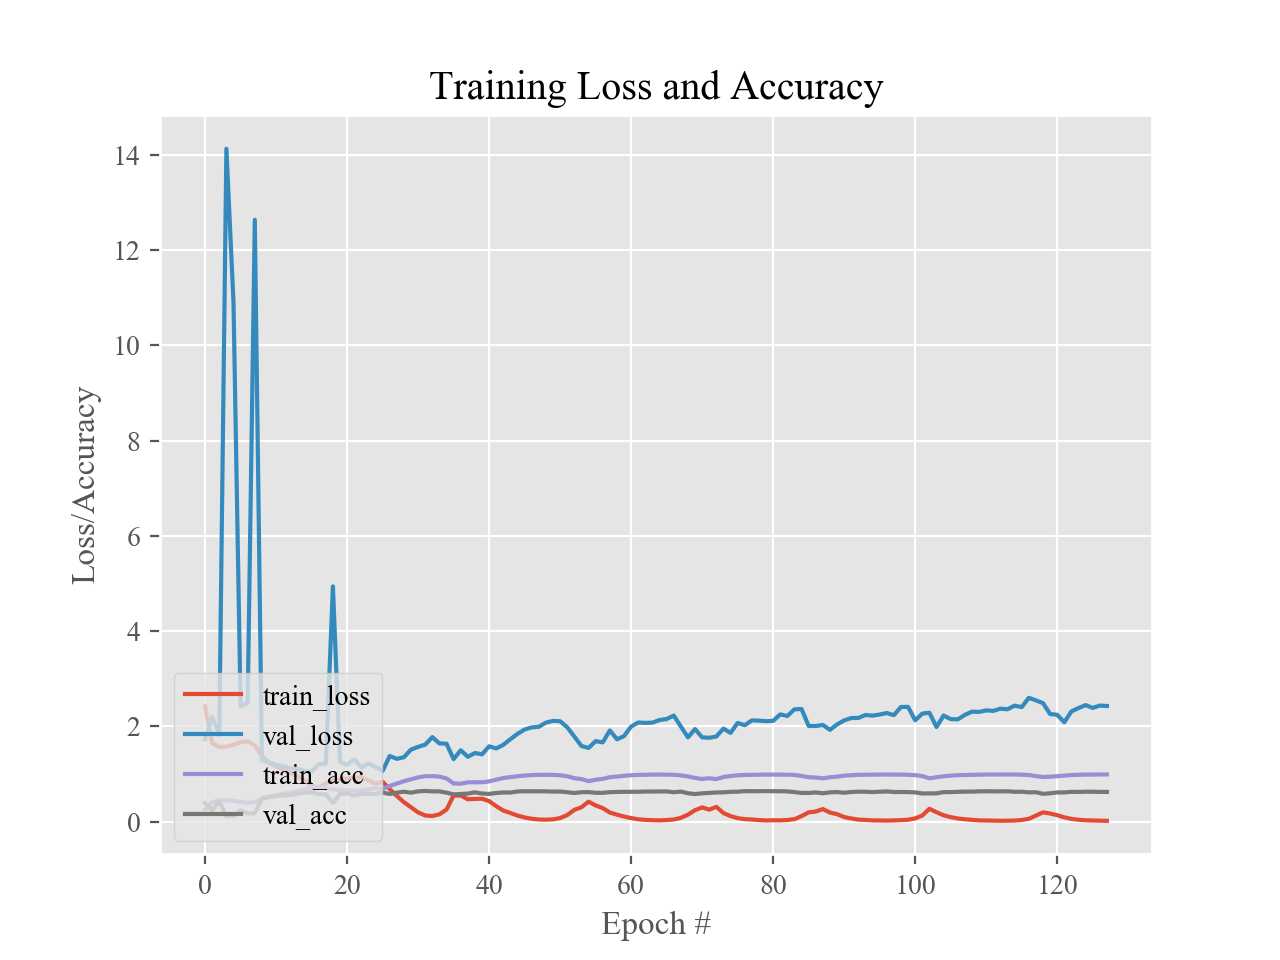 Training Loss and Accuracy
14
12
10
8
6
4
2
0
Loss/Accuracy
train_loss
val_loss
train_acc
val_acc
0 20 40 60 80 100 120
Epoch #